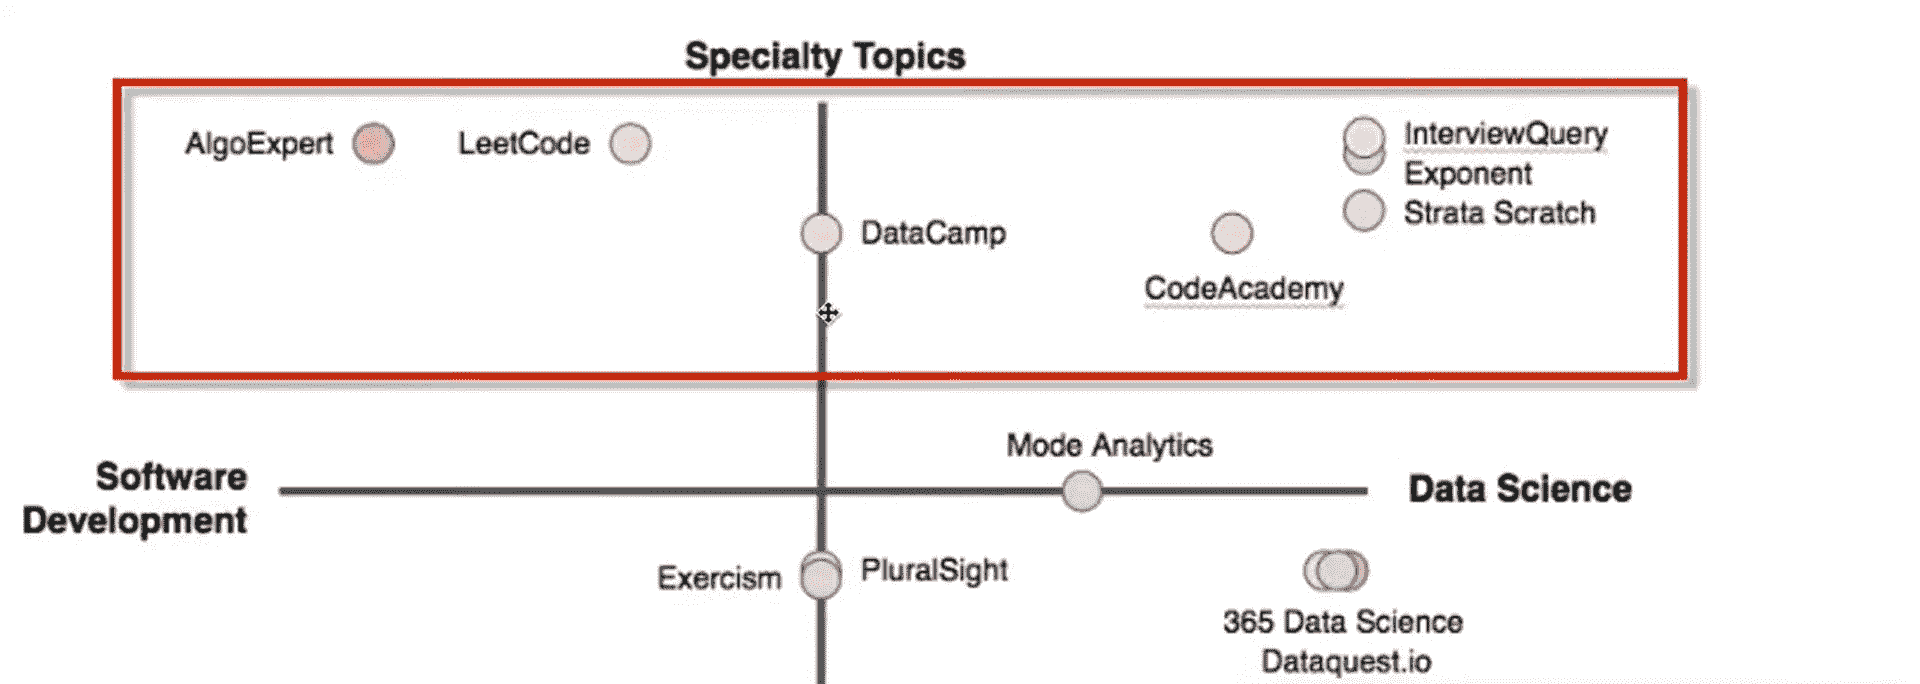 Specialty Topics
AlgoExpert
LeetCode
InterviewQuery
Exponent
Strata Scratch
DataCamp
CodeAcademy
Mode Analytics
Software
Development
Data Science
Exercism
PluralSight
365 Data Science
Dataquest.io